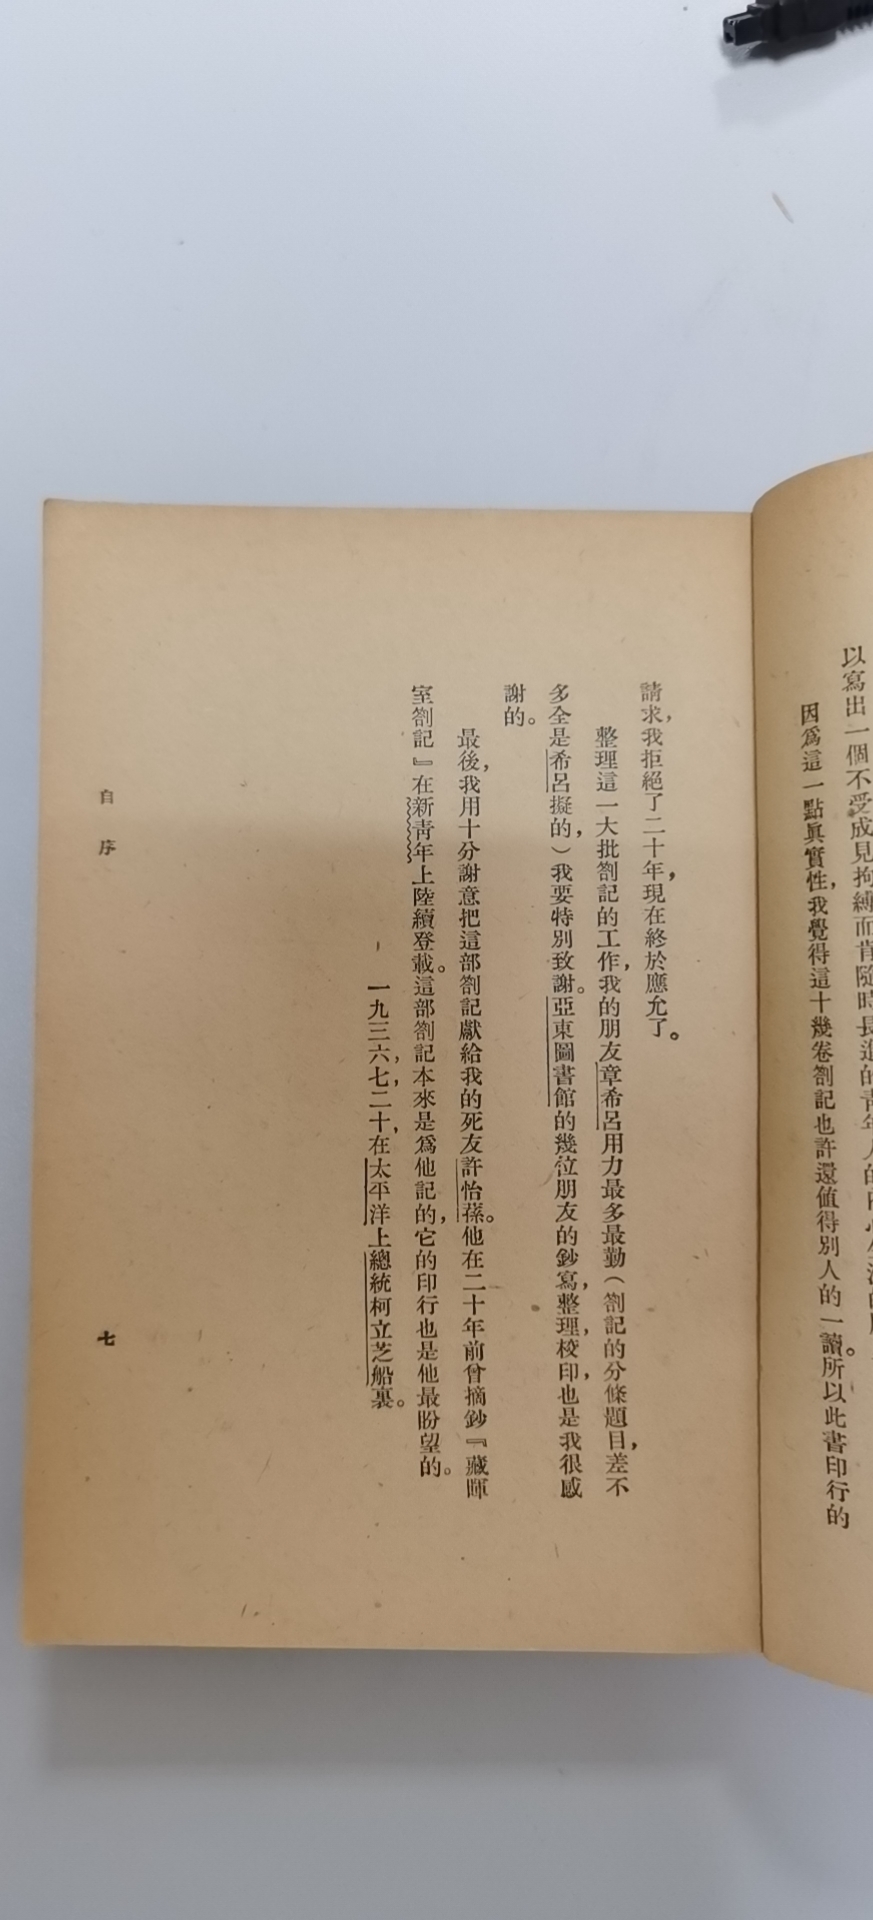 以寫出一個不受成見拘縛而肯隨時長進的青年人的內心生活的
因爲這一點眞實性，我覺得這十幾卷劄記也許還值得別人的一讀。所以此書印行的
請求，我拒絕了二十年，現在終於應允了。
整理這一大批劄記的工作，我的朋友章希呂用力最多最勤（劄記的分條題目，差不
多全是希呂擬的，）我要特別致謝。亞東圖書館的幾位朋友的鈔寫，整理，校印，也是我很感
謝的。
最後，我用十分謝意把這部劄記獻給我的死友許怡蓀。他在二十年前曾摘鈔『藏暉
室劄記』在新青年上陸續登載。這部劄記本來是爲他記的，它的印行也是他最盼望的。
一九三六，七，二十，在太平洋上總統柯立芝船裏。
自序
七